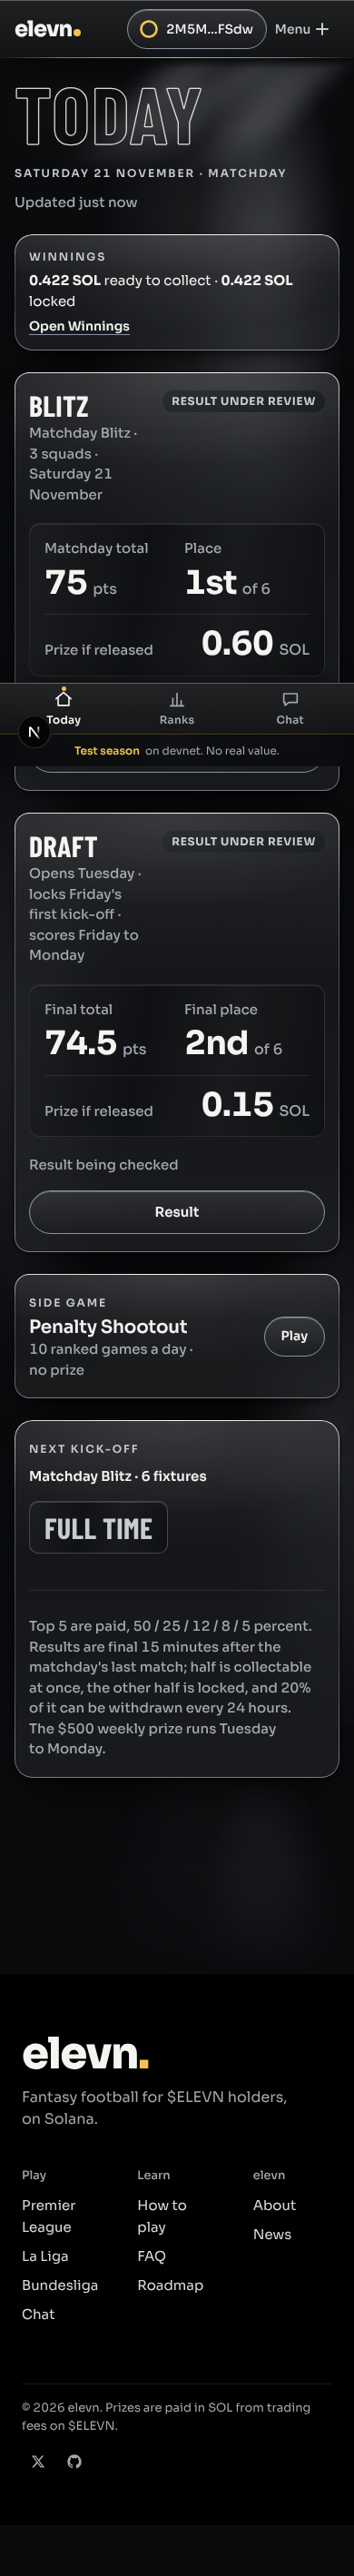 elevn.
2M5M...FSdw
Menu
TODAY
SATURDAY 21 NOVEMBER · MATCHDAY
Updated just now
WINNINGS
0.422 SOL ready to collect · 0.422 SOL
locked
Open Winnings
BLITZ
RESULT UNDER REVIEW
Matchday Blitz ·
3 squads ·
Saturday 21
November
Matchday total
Place
75 pts
1st of 6
Prize if released
0.60 SOL
Today
Ranks
Chat
N
Test season on devnet. No real value.
DRAFT
RESULT UNDER REVIEW
Opens Tuesday ·
locks Friday's
first kick-off ·
scores Friday to
Monday
Final total
Final place
74.5 pts
2nd of 6
Prize if released
0.15 SOL
Result being checked
Result
SIDE GAME
Penalty Shootout
10 ranked games a day ·
no prize
Play
NEXT KICK-OFF
Matchday Blitz · 6 fixtures
FULL TIME
Top 5 are paid, 50 / 25 / 12 / 8 / 5 percent.
Results are final 15 minutes after the
matchday's last match; half is collectable
at once, the other half is locked, and 20%
of it can be withdrawn every 24 hours.
The $500 weekly prize runs Tuesday
to Monday.
elevn.
Fantasy football for $ELEVN holders,
on Solana.
Play
Premier
League
La Liga
Bundesliga
Chat
Learn
How to
play
FAQ
Roadmap
elevn
About
News
© 2026 elevn. Prizes are paid in SOL from trading
fees on $ELEVN.